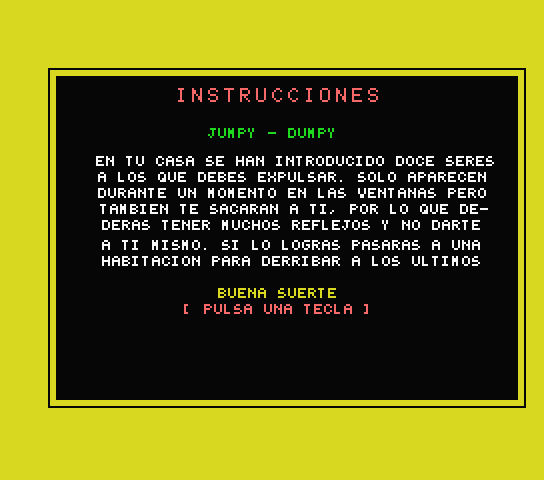 INSTRUCCIONES
JUMPY - DUMPY
EN TU CASA SE HAN INTRODUCIDO DOCE SERES
A LOS QUE DEBES EXPULSAR. SOLO APARECEN
DURANTE UN MOMENTO EN LAS VENTANAS PERO
TAMBIEN TE SACARAN A TI, POR LO QUE DE-
DERAS TENER MUCHOS REFLEJOS Y NO DARTE
A TI MISMO. SI LO LOGRAS PASARAS A UNA
HABITACION PARA DERRIBAR A LOS ULTIMOS
BUENA SUERTE
[ PULSA UNA TECLA ]